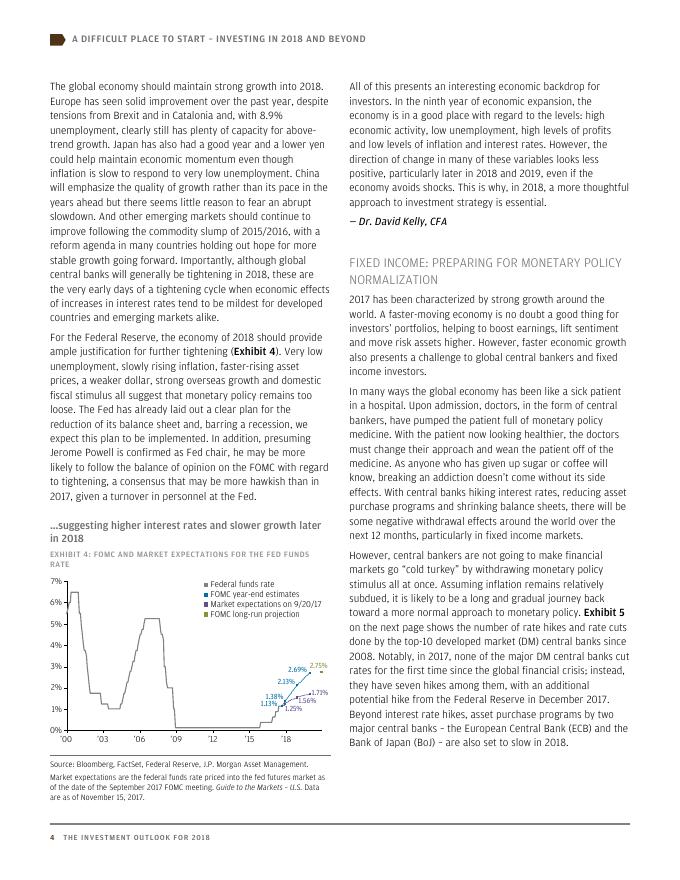 A DIFFICULT PLACE TO START – INVESTING IN 2018 AND BEYOND
The global economy should maintain strong growth into 2018.
Europe has seen solid improvement over the past year, despite
tensions from Brexit and in Catalonia and, with 8.9%
unemployment, clearly still has plenty of capacity for above-
trend growth. Japan has also had a good year and a lower yen
could help maintain economic momentum even though
inflation is slow to respond to very low unemployment. China
will emphasize the quality of growth rather than its pace in the
years ahead but there seems little reason to fear an abrupt
slowdown. And other emerging markets should continue to
improve following the commodity slump of 2015/2016, with a
reform agenda in many countries holding out hope for more
stable growth going forward. Importantly, although global
central banks will generally be tightening in 2018, these are
the very early days of a tightening cycle when economic effects
of increases in interest rates tend to be mildest for developed
countries and emerging markets alike.
For the Federal Reserve, the economy of 2018 should provide
ample justification for further tightening (Exhibit 4). Very low
unemployment, slowly rising inflation, faster-rising asset
prices, a weaker dollar, strong overseas growth and domestic
fiscal stimulus all suggest that monetary policy remains too
loose. The Fed has already laid out a clear plan for the
reduction of its balance sheet and, barring a recession, we
expect this plan to be implemented. In addition, presuming
Jerome Powell is confirmed as Fed chair, he may be more
likely to follow the balance of opinion on the FOMC with regard
to tightening, a consensus that may be more hawkish than in
2017, given a turnover in personnel at the Fed.
...suggesting higher interest rates and slower growth later
in 2018
EXHIBIT 4: FOMC AND MARKET EXPECTATIONS FOR THE FED FUNDS
RATE
7%
6%
5%
4%
3%
2%
1%
0%
'00 '03 '06 '09 '12 '15 '18
Federal funds rate
FOMC year-end estimates
Market expectations on 9/20/17
FOMC long-run projection
2.69% 2.75%
2.13%
1.38%
1.13%
1.71%
1.56%
1.25%
Source: Bloomberg, FactSet, Federal Reserve, J.P. Morgan Asset Management.
Market expectations are the federal funds rate priced into the fed futures market as
of the date of the September 2017 FOMC meeting. Guide to the Markets – U.S. Data
are as of November 15, 2017.
All of this presents an interesting economic backdrop for
investors. In the ninth year of economic expansion, the
economy is in a good place with regard to the levels: high
economic activity, low unemployment, high levels of profits
and low levels of inflation and interest rates. However, the
direction of change in many of these variables looks less
positive, particularly later in 2018 and 2019, even if the
economy avoids shocks. This is why, in 2018, a more thoughtful
approach to investment strategy is essential.
– Dr. David Kelly, CFA
FIXED INCOME: PREPARING FOR MONETARY POLICY
NORMALIZATION
2017 has been characterized by strong growth around the
world. A faster-moving economy is no doubt a good thing for
investors' portfolios, helping to boost earnings, lift sentiment
and move risk assets higher. However, faster economic growth
also presents a challenge to global central bankers and fixed
income investors.
In many ways the global economy has been like a sick patient
in a hospital. Upon admission, doctors, in the form of central
bankers, have pumped the patient full of monetary policy
medicine. With the patient now looking healthier, the doctors
must change their approach and wean the patient off of the
medicine. As anyone who has given up sugar or coffee will
know, breaking an addiction doesn't come without its side
effects. With central banks hiking interest rates, reducing asset
purchase programs and shrinking balance sheets, there will be
some negative withdrawal effects around the world over the
next 12 months, particularly in fixed income markets.
However, central bankers are not going to make financial
markets go "cold turkey" by withdrawing monetary policy
stimulus all at once. Assuming inflation remains relatively
subdued, it is likely to be a long and gradual journey back
toward a more normal approach to monetary policy. Exhibit 5
on the next page shows the number of rate hikes and rate cuts
done by the top-10 developed market (DM) central banks since
2008. Notably, in 2017, none of the major DM central banks cut
rates for the first time since the global financial crisis; instead,
they have seven hikes among them, with an additional
potential hike from the Federal Reserve in December 2017.
Beyond interest rate hikes, asset purchase programs by two
major central banks – the European Central Bank (ECB) and the
Bank of Japan (BoJ) – are also set to slow in 2018.
4 THE INVESTMENT OUTLOOK FOR 2018